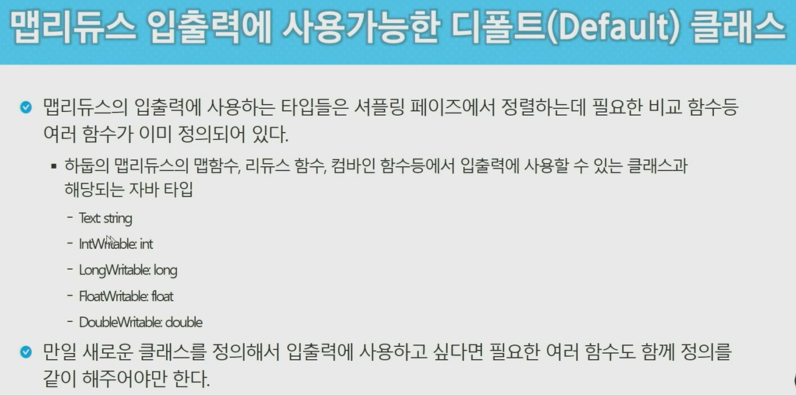 맵리듀스 입출력에 사용가능한 디폴트(Default) 클래스
맵리듀스의 입출력에 사용하는 타입들은 셔플링 페이즈에서 정렬하는데 필요한 비교 함수등
여러 함수가 이미 정의되어 있다.
하둡의 맵리듀스의 맵함수, 리듀스 함수, 컴바인 함수등에서 입출력에 사용할 수 있는 클래스과
해당되는 자바 타입
- Text: string
- IntWritable: int
- LongWritable: long
- FloatWritable: float
- DoubleWritable: double
만일 새로운 클래스를 정의해서 입출력에 사용하고 싶다면 필요한 여러 함수도 함께 정의를
같이 해주어야만 한다.